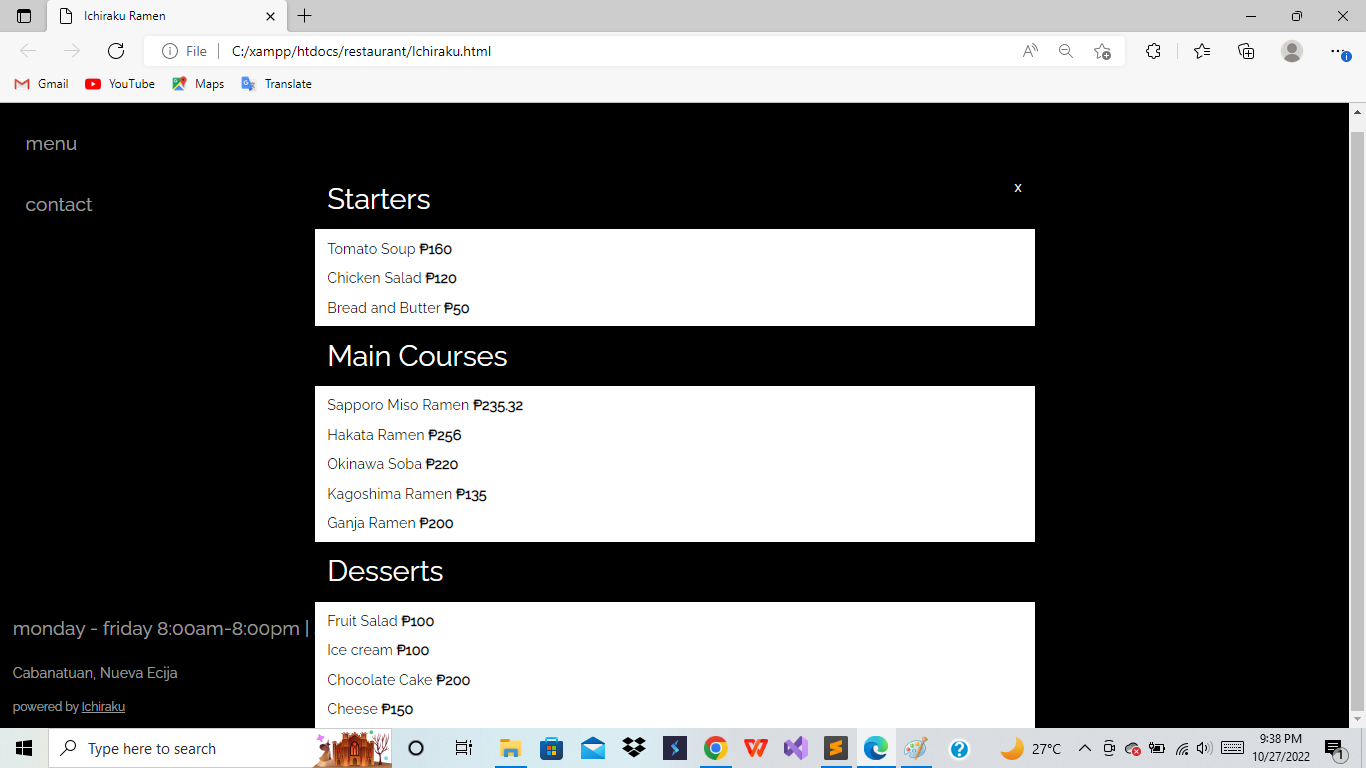 Ichiraku Ramen
File
C:/xampp/htdocs/restaurant/Ichiraku.html
Gmail
YouTube
Maps
Translate
menu
contact
x
Starters
Tomato Soup ₱160
Chicken Salad ₱120
Bread and Butter ₱50
Main Courses
Sapporo Miso Ramen ₱235.32
Hakata Ramen ₱256
Okinawa Soba ₱220
Kagoshima Ramen ₱135
Ganja Ramen ₱200
Desserts
Fruit Salad ₱100
Ice cream ₱100
Chocolate Cake ₱200
Cheese ₱150
monday - friday 8:00am-8:00pm |
Cabanatuan, Nueva Ecija
powered by Ichiraku
Type here to search
27°C
9:38 PM
10/27/2022
1